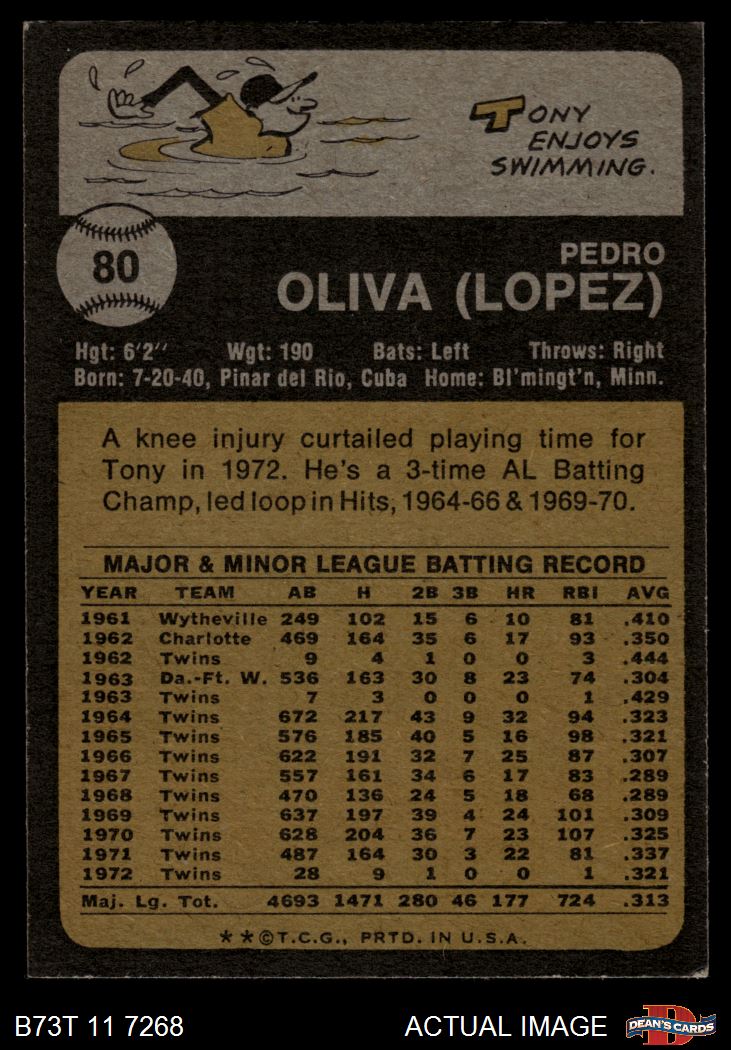 TONY
ENJOYS
SWIMMING.
80
PEDRO
OLIVA (LOPEZ)
Hgt: 6'2'' Wgt: 190 Bats: Left Throws: Right
Born: 7-20-40, Pinar del Rio, Cuba Home: Bl'mingt'n, Minn.
A knee injury curtailed playing time for
Tony in 1972. He's a 3-time AL Batting
Champ, led loop in Hits, 1964-66 & 1969-70.
MAJOR & MINOR LEAGUE BATTING RECORD
YEAR TEAM AB H 2B 3B HR RBI AVG
1961 Wytheville 249 102 15 6 10 81 .410
1962 Charlotte 469 164 35 6 17 93 .350
1962 Twins 9 4 1 0 0 3 .444
1963 Da.-Ft. W. 536 163 30 8 23 74 .304
1963 Twins 7 3 0 0 0 1 .429
1964 Twins 672 217 43 9 32 94 .323
1965 Twins 576 185 40 5 16 98 .321
1966 Twins 622 191 32 7 25 87 .307
1967 Twins 557 161 34 6 17 83 .289
1968 Twins 470 136 24 5 18 68 .289
1969 Twins 637 197 39 4 24 101 .309
1970 Twins 628 204 36 7 23 107 .325
1971 Twins 487 164 30 3 22 81 .337
1972 Twins 28 9 1 0 0 1 .321
Maj. Lg. Tot. 4693 1471 280 46 177 724 .313
**©T.C.G., PRTD. IN U.S.A.
B73T 11 7268 ACTUAL IMAGE
D
DEAN'S CARDS